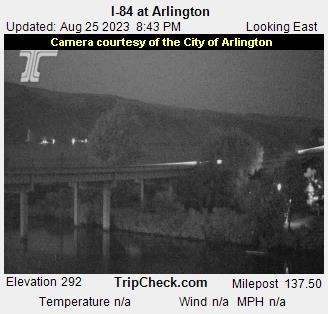 I-84 at Arlington
Updated: Aug 25 2023 8:43 PM Looking East
Camera courtesy of the City of Arlington
Elevation 292 TripCheck.com Milepost 137.50
Temperature n/a Wind n/a MPH n/a